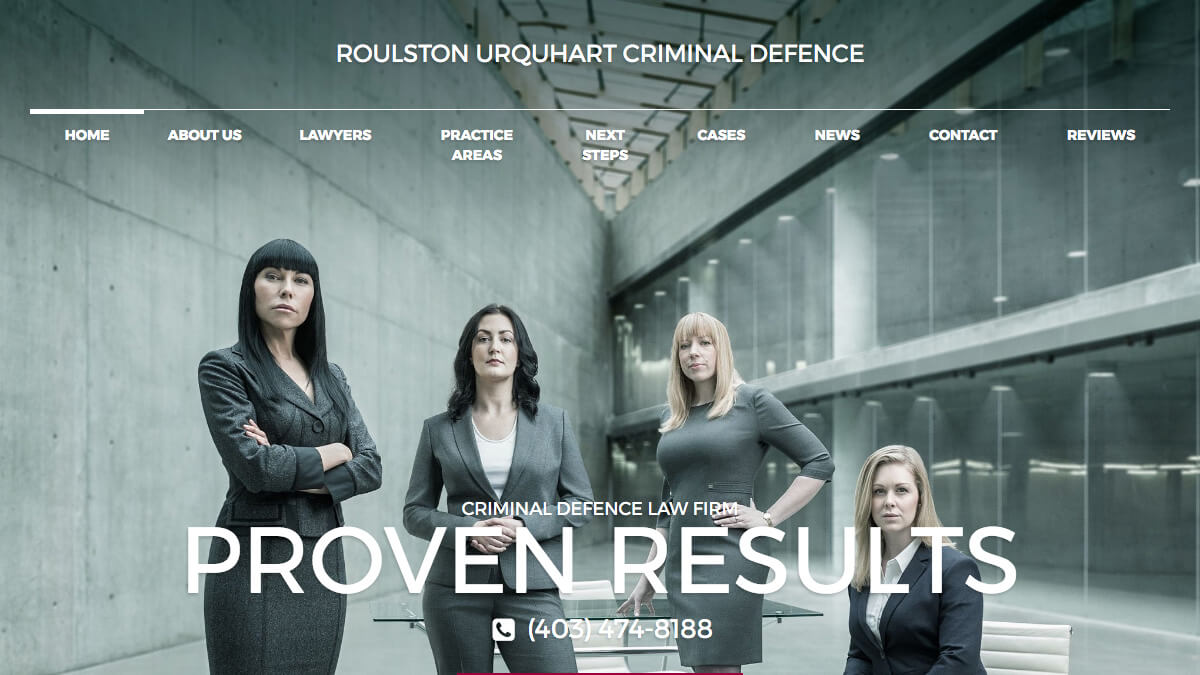 ROULSTON URQUHART CRIMINAL DEFENCE
HOME ABOUT US LAWYERS PRACTICE AREAS NEXT STEPS CASES NEWS CONTACT REVIEWS
CRIMINAL DEFENCE LAW FIRM
PROVEN RESULTS
(403) 474-8188